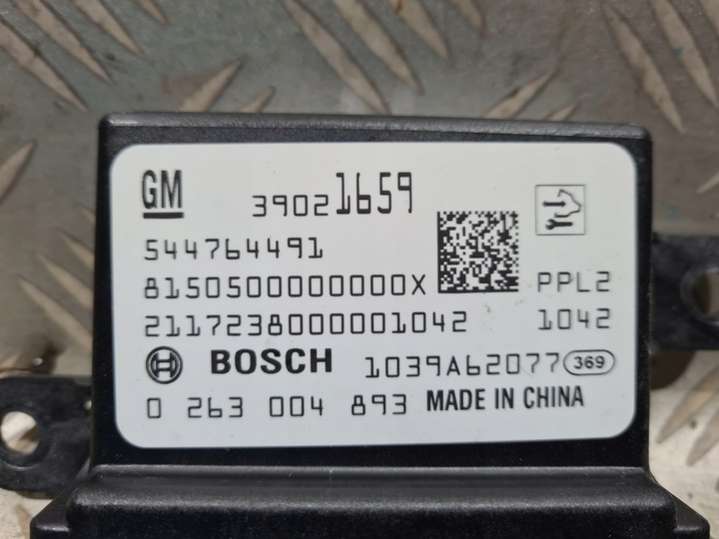 GM 39021659
544764491
8150500000000X PPL2
2117238000001042 1042
BOSCH 1039A62077 369
0 263 004 893 MADE IN CHINA